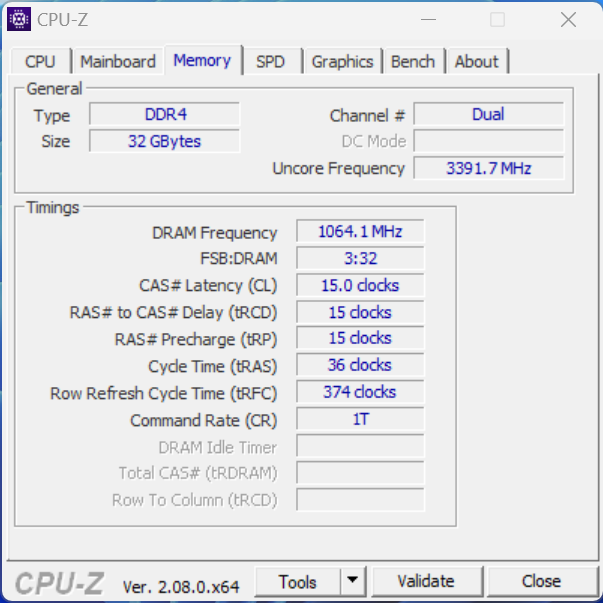 CPU-Z
CPU Mainboard Memory SPD Graphics Bench About
General
Type DDR4 Channel # Dual
Size 32 GBytes DC Mode
Uncore Frequency 3391.7 MHz
Timings
DRAM Frequency 1064.1 MHz
FSB:DRAM 3:32
CAS# Latency (CL) 15.0 clocks
RAS# to CAS# Delay (tRCD) 15 clocks
RAS# Precharge (tRP) 15 clocks
Cycle Time (tRAS) 36 clocks
Row Refresh Cycle Time (tRFC) 374 clocks
Command Rate (CR) 1T
DRAM Idle Timer
Total CAS# (tRDRAM)
Row To Column (tRCD)
CPU-Z Ver. 2.08.0.x64 Tools Validate Close